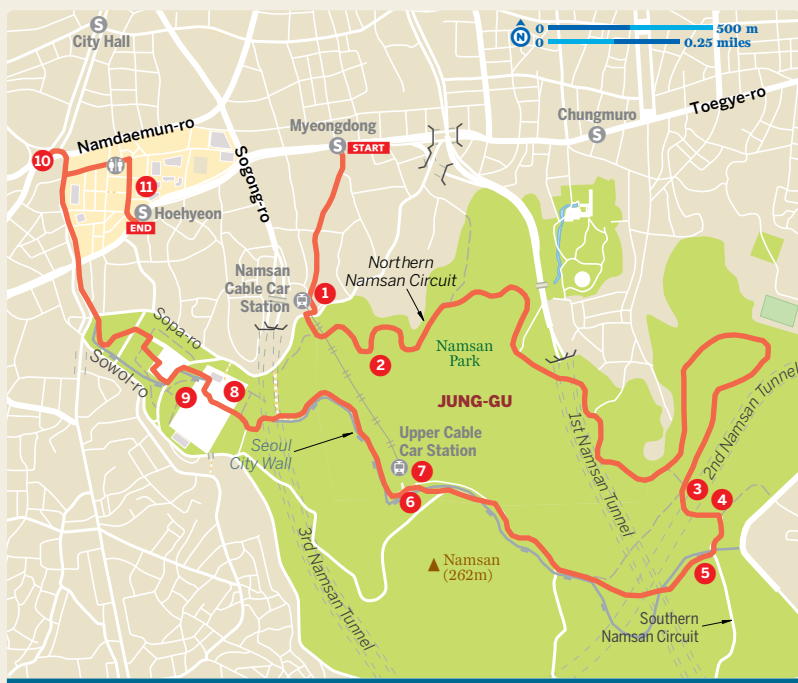 S
City Hall
N
0 500 m
0 0.25 miles
Chungmuro
S
Toegye-ro
Myeongdong
S START
Namdaemun-ro
10
Sogong-ro
11
S Hoehyeon
END
Namsan
Cable Car
Station
1
Northern
Namsan Circuit
2
Namsan
Park
JUNG-GU
Sopa-ro
Sowol-ro
8
9
Seoul
City Wall
Upper Cable
Car Station
7
6
1st Namsan Tunnel
2nd Namsan Tunnel
3
4
5
3rd Namsan Tunnel
Namsan
(262m)
Southern
Namsan Circuit